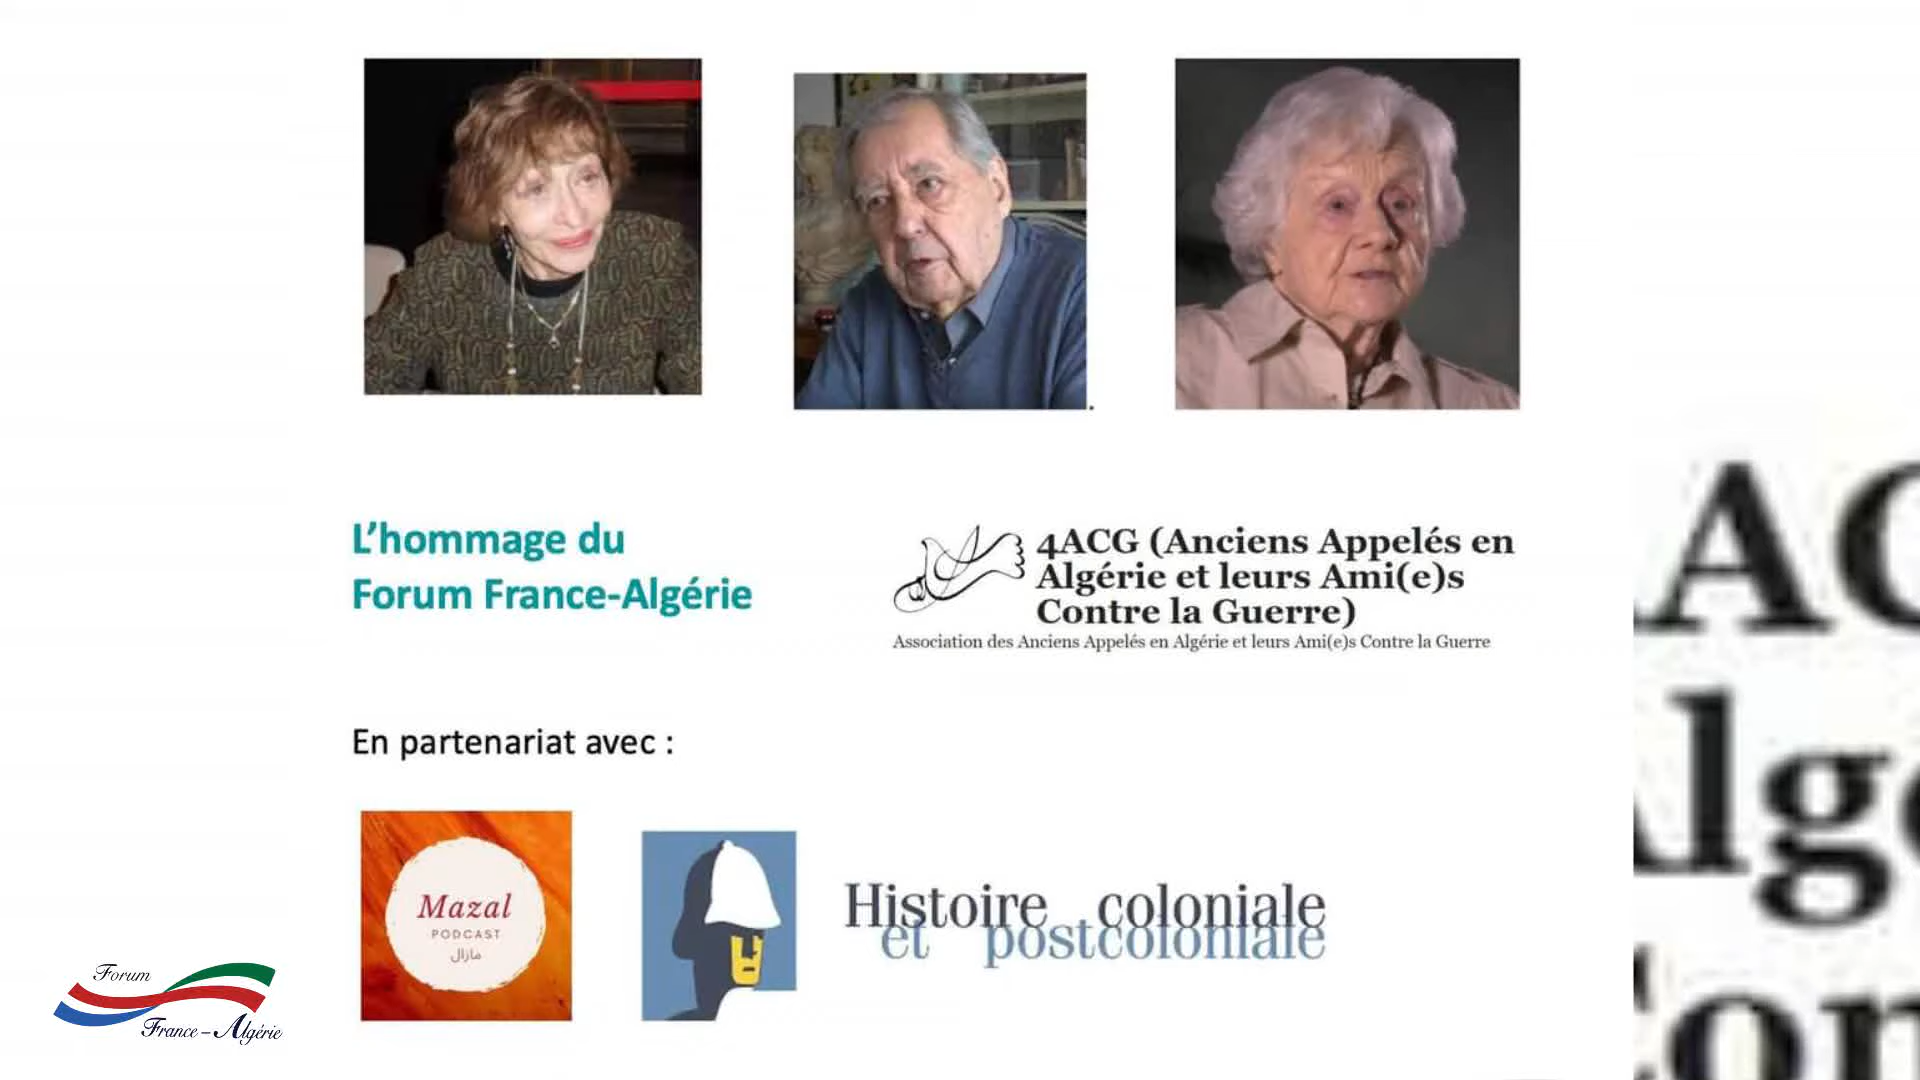 L’hommage du
Forum France-Algérie
4ACG (Anciens Appelés en
Algérie et leurs Ami(e)s
Contre la Guerre)
Association des Anciens Appelés en Algérie et leurs Ami(e)s Contre la Guerre
En partenariat avec :
Mazal
PODCAST
مازال
Histoire coloniale
et postcoloniale
Forum
France – Algérie